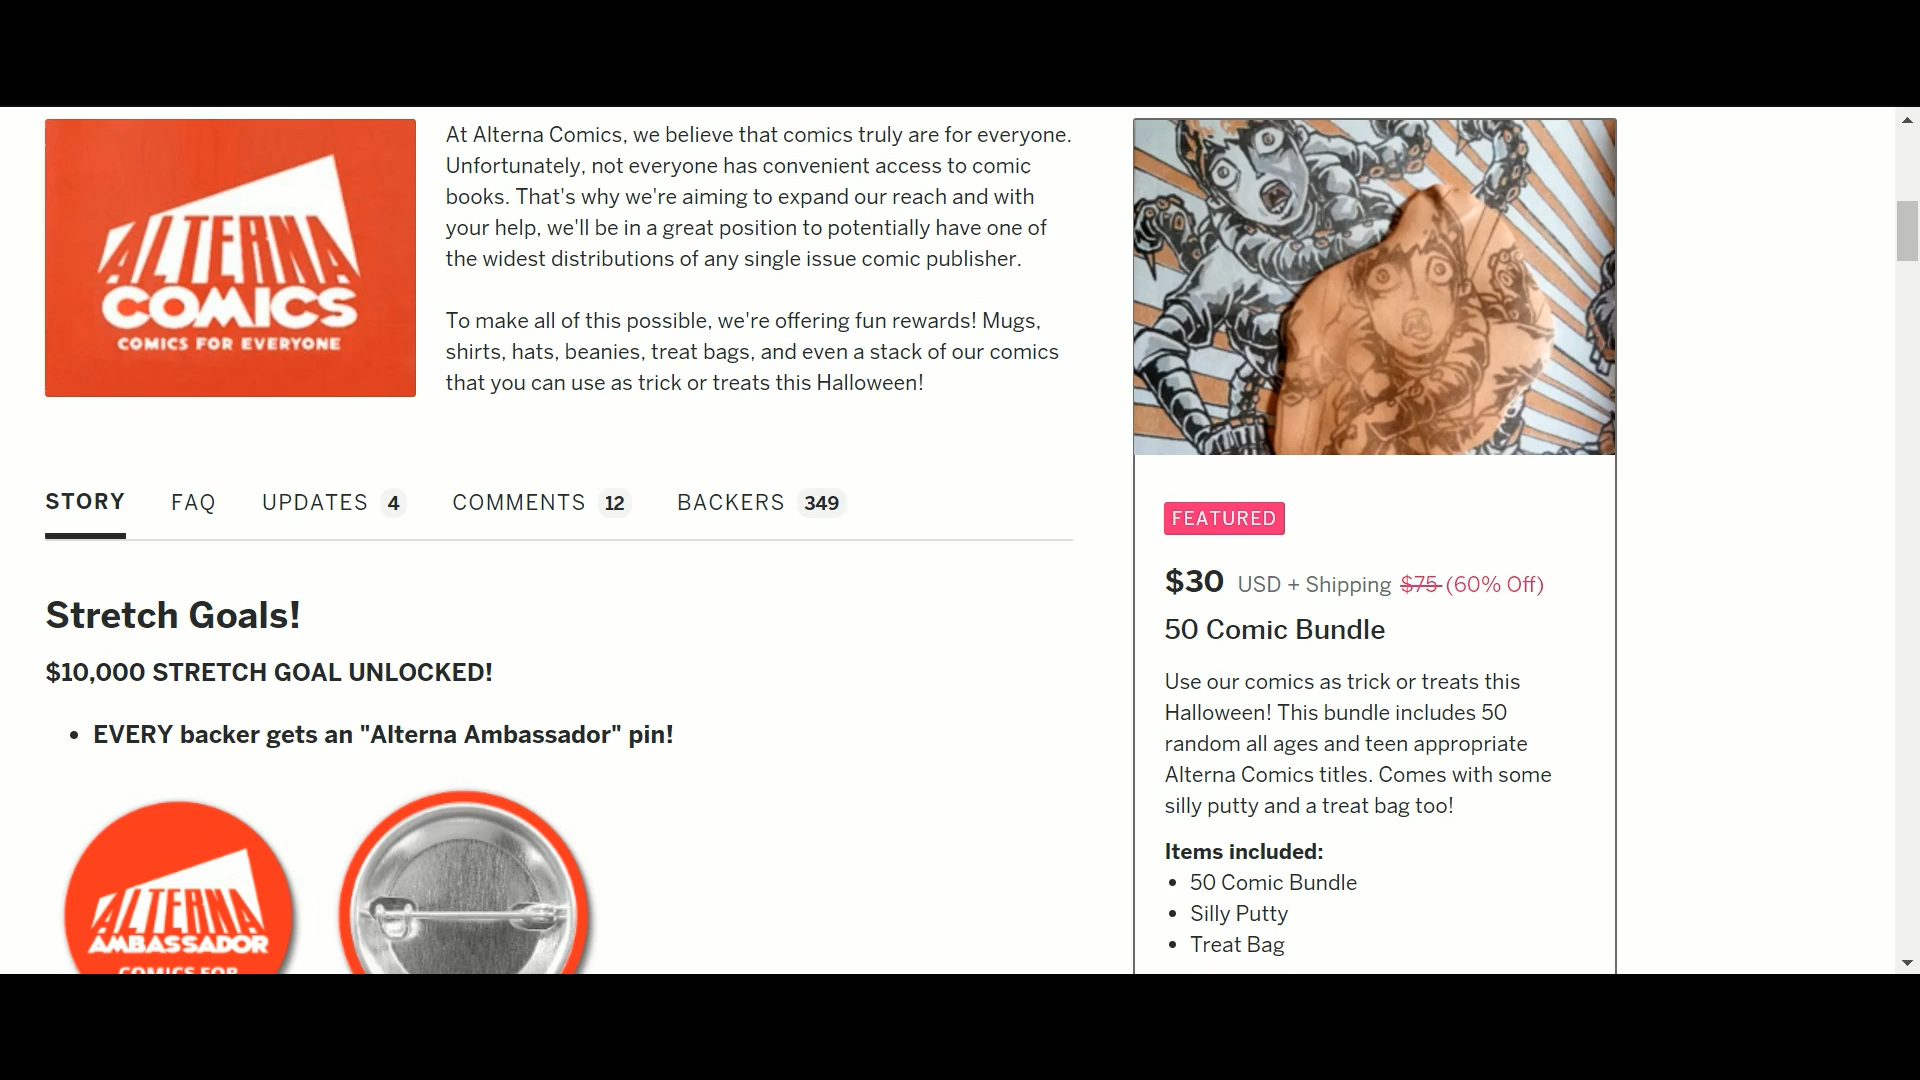 ALTERNA
COMICS
COMICS FOR EVERYONE
At Alterna Comics, we believe that comics truly are for everyone.
Unfortunately, not everyone has convenient access to comic
books. That's why we're aiming to expand our reach and with
your help, we'll be in a great position to potentially have one of
the widest distributions of any single issue comic publisher.
To make all of this possible, we're offering fun rewards! Mugs,
shirts, hats, beanies, treat bags, and even a stack of our comics
that you can use as trick or treats this Halloween!
STORY FAQ UPDATES 4 COMMENTS 12 BACKERS 349
Stretch Goals!
$10,000 STRETCH GOAL UNLOCKED!
• EVERY backer gets an "Alterna Ambassador" pin!
ALTERNA
AMBASSADOR
COMICS FOR
FEATURED
$30 USD + Shipping $75 (60% Off)
50 Comic Bundle
Use our comics as trick or treats this
Halloween! This bundle includes 50
random all ages and teen appropriate
Alterna Comics titles. Comes with some
silly putty and a treat bag too!
Items included:
• 50 Comic Bundle
• Silly Putty
• Treat Bag